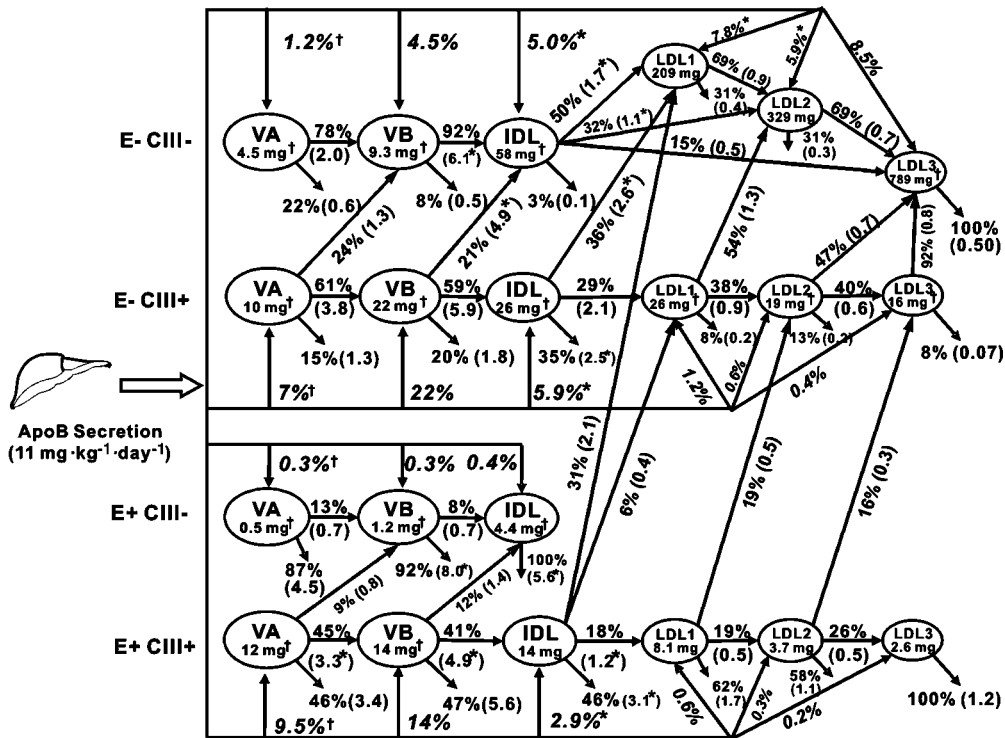 1.2%†
4.5%
5.0%*
7.8%*
5.9%*
8.5%
E- CIII-
VA
4.5 mg†
78%
(2.0)
VB
9.3 mg†
92%
(6.1*)
IDL
58 mg†
50% (1.7*)
32% (1.1*)
15% (0.5)
LDL1
209 mg
69% (0.9)
31%
(0.4)
LDL2
329 mg
69% (0.7)
31%
(0.3)
LDL3
789 mg†
100%
(0.50)
22%(0.6)
8% (0.5)
3%(0.1)
24% (1.3)
21% (4.9*)
36% (2.6*)
54% (1.3)
47% (0.7)
92% (0.8)
E- CIII+
VA
10 mg†
61%
(3.8)
VB
22 mg†
59%
(5.9)
IDL
26 mg†
29%
(2.1)
LDL1
26 mg†
38%
(0.9)
LDL2
19 mg†
40%
(0.6)
LDL3
16 mg†
15%(1.3)
20% (1.8)
35%(2.5*)
8%(0.2)
13% (0.2)
8% (0.07)
7%†
22%
5.9%*
1.2%
0.6%
0.4%
ApoB Secretion
(11 mg·kg-1·day-1)
0.3%†
0.3%
0.4%
31% (2.1)
6% (0.4)
19% (0.5)
16% (0.3)
E+ CIII-
VA
0.5 mg†
13%
(0.7)
VB
1.2 mg†
8%
(0.7)
IDL
4.4 mg†
87%
(4.5)
92%(8.0*)
100%
(5.6*)
9% (0.8)
12% (1.4)
E+ CIII+
VA
12 mg†
45%
(3.3*)
VB
14 mg†
41%
(4.9*)
IDL
14 mg
18%
(1.2*)
LDL1
8.1 mg
19%
(0.5)
LDL2
3.7 mg
26%
(0.5)
LDL3
2.6 mg
46%(3.4)
47%(5.6)
46%(3.1*)
62%
(1.7)
58%
(1.1)
100% (1.2)
9.5%†
14%
2.9%*
0.6%
0.3%
0.2%